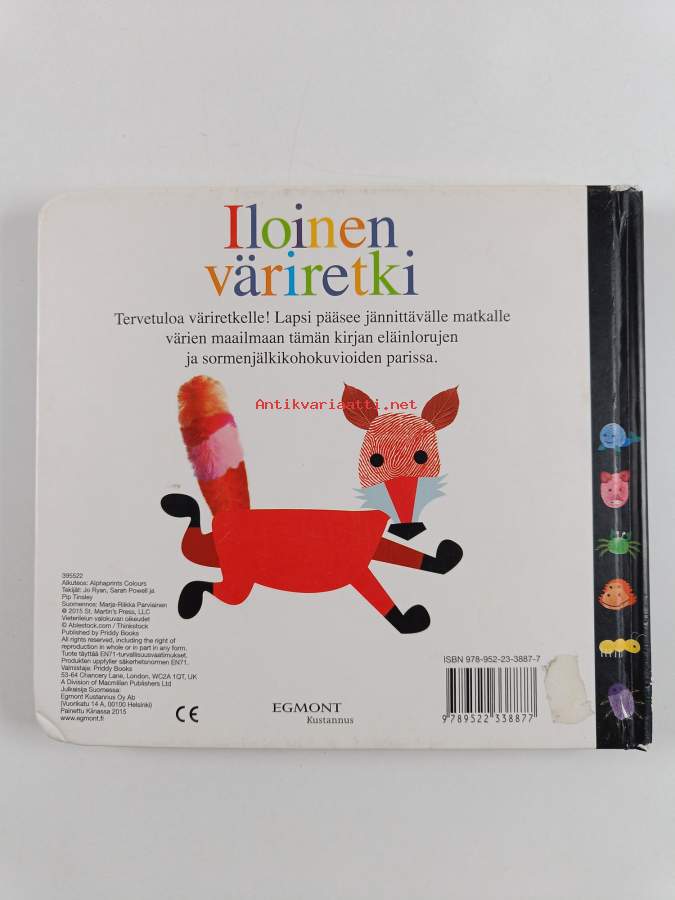 Iloinen
väriretki
Tervetuloa väriretkelle! Lapsi pääsee jännittävälle matkalle
värien maailmaan tämän kirjan eläinlorujen
ja sormenjälkikohokuvioiden parissa.
Antikvariaatti.net
395522
Alkuteos: Alphaprints Colours
Tekijät: Jo Ryan, Sarah Powell ja
Pip Tinsley
Suomennos: Marja-Riikka Parviainen
© 2015 St. Martin's Press, LLC
Vieterileiun valokuvan oikeudet
© Ablestock.com / Thinkstock
Published by Priddy Books
All rights reserved, including the right of
reproduction in whole or in part in any form.
Tuote täyttää EN71-turvallisuusvaatimukset.
Produkten uppfyller säkerhetsnormen EN71.
Valmistaja: Priddy Books
53-64 Chancery Lane, London, WC2A 1QT, UK
A Division of Macmillan Publishers Ltd
Julkaisija Suomessa:
Egmont Kustannus Oy Ab
(Vuorikatu 14 A, 00100 Helsinki)
Painettu Kiinassa 2015
www.egmont.fi
CE
EGMONT
Kustannus
ISBN 978-952-23-3887-7
9 789522 338877